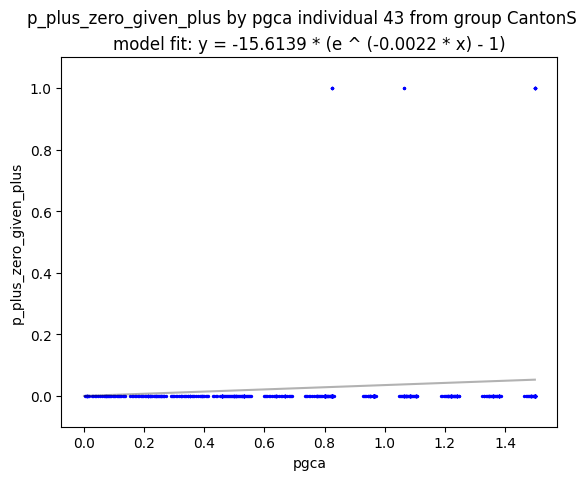 p_plus_zero_given_plus by pgca individual 43 from group CantonS
model fit: y = -15.6139 * (e ^ (-0.0022 * x) - 1)
p_plus_zero_given_plus
1.0
0.8
0.6
0.4
0.2
0.0
0.0 0.2 0.4 0.6 0.8 1.0 1.2 1.4
pgca